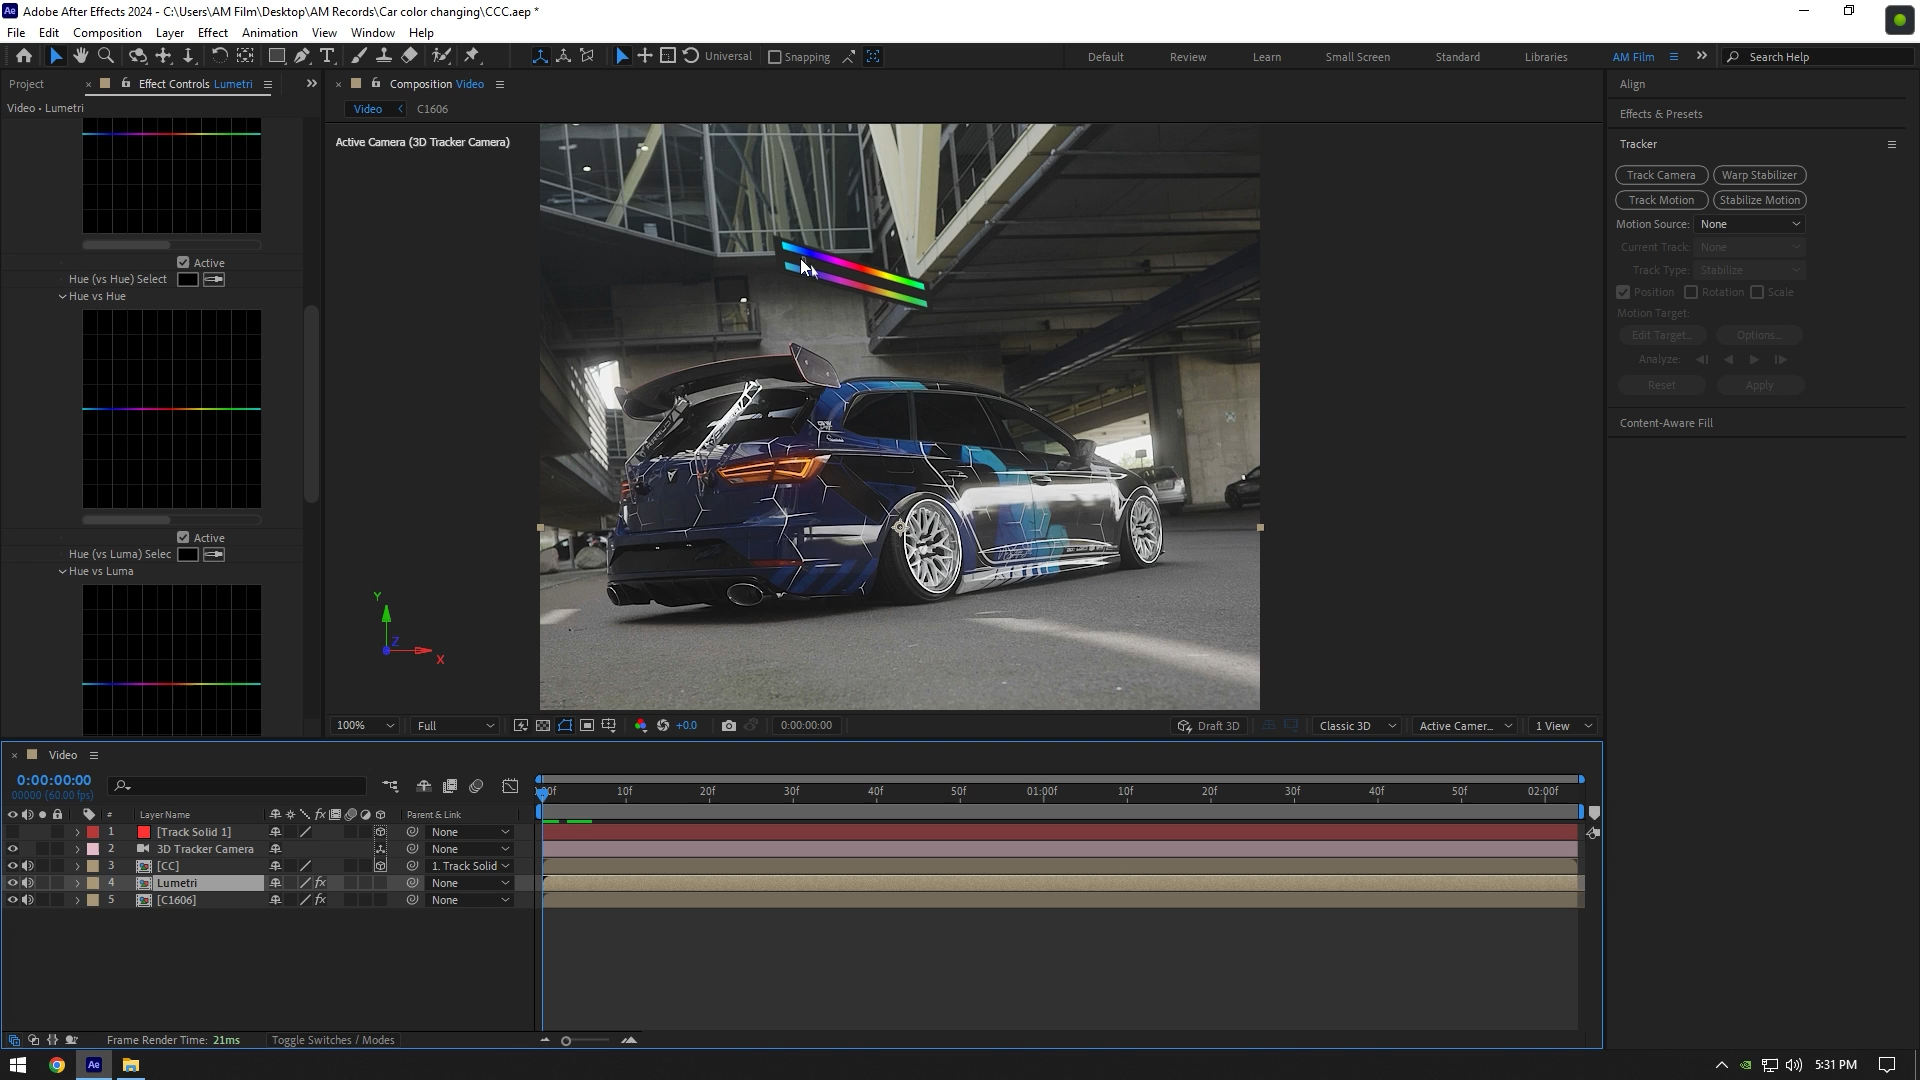 Adobe After Effects 2024 - C:\Users\AM Film\Desktop\AM Records\Car color changing\CCC.aep *
File Edit Composition Layer Effect Animation View Window Help
Universal Snapping Default Review Learn Small Screen Standard Libraries AM Film Search Help
Project Effect Controls Lumetri
Composition Video
Video • Lumetri
Video C1606
Active Camera (3D Tracker Camera)
Active
Hue (vs Hue) Select
Hue vs Hue
Active
Hue (vs Luma) Selec
Hue vs Luma
Y
Z
X
100% Full +0.0 0:00:00:00 Draft 3D Classic 3D Active Camer... 1 View
Align
Effects & Presets
Tracker
Track Camera Warp Stabilizer
Track Motion Stabilize Motion
Motion Source: None
Current Track: None
Track Type: Stabilize
Position Rotation Scale
Motion Target:
Edit Target... Options...
Analyze:
Reset Apply
Content-Aware Fill
Video
0:00:00:00
00000 (60.00 fps)
10f 20f 30f 40f 50f 01:00f 10f 20f 30f 40f 50f 02:00f
# Layer Name fx Parent & Link
1 [Track Solid 1] None
2 3D Tracker Camera None
3 [CC] 1. Track Solid
4 Lumetri fx None
5 [C1606] fx None
Frame Render Time: 21ms Toggle Switches / Modes
Ae 5:31 PM